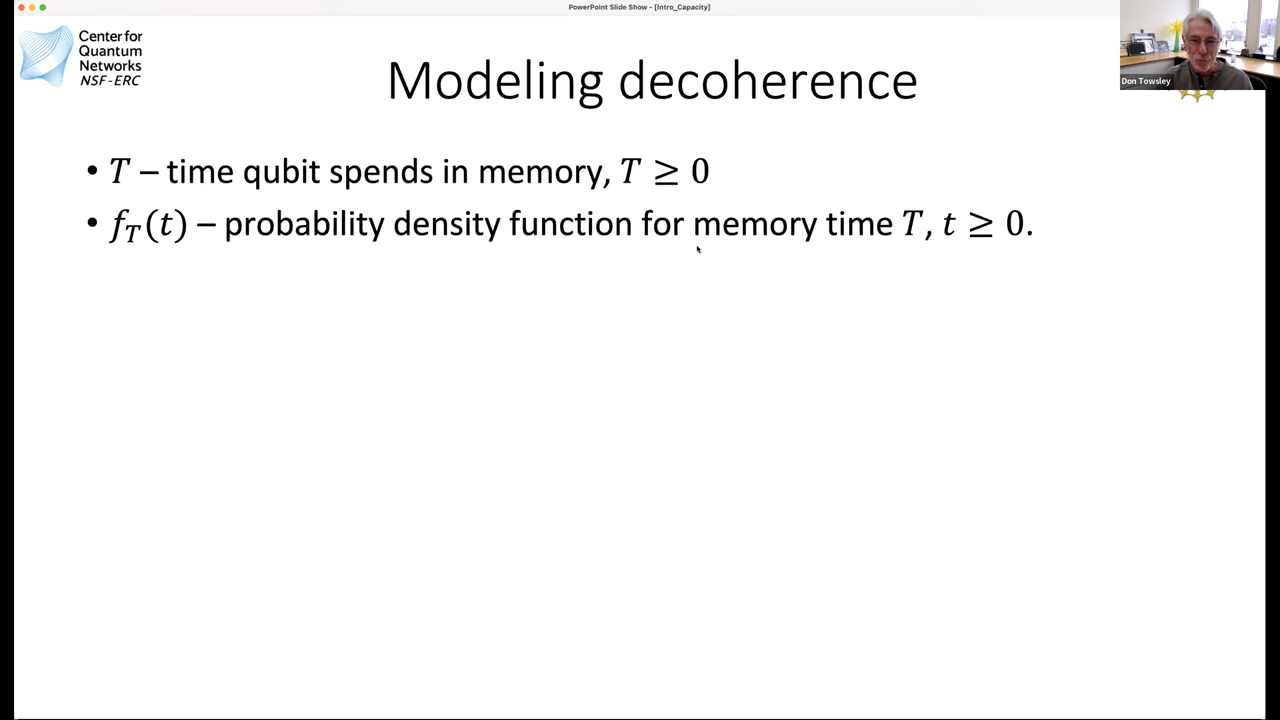 PowerPoint Slide Show - [Intro_Capacity]
Center for
Quantum
Networks
NSF-ERC
Modeling decoherence
Don Towsley
• T – time qubit spends in memory, T ≥ 0
• f_T(t) – probability density function for memory time T, t ≥ 0.